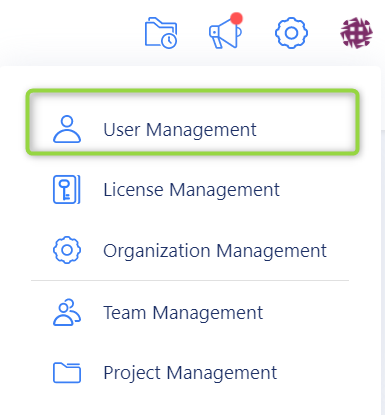 User Management
License Management
Organization Management
Team Management
Project Management